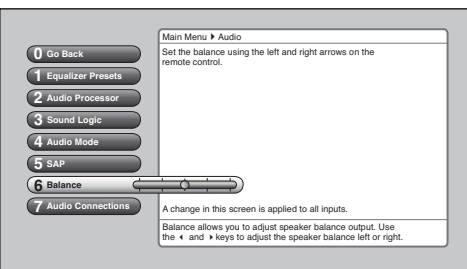 Main Menu ▸ Audio
Set the balance using the left and right arrows on the
remote control.
0 Go Back
1 Equalizer Presets
2 Audio Processor
3 Sound Logic
4 Audio Mode
5 SAP
6 Balance
7 Audio Connections
A change in this screen is applied to all inputs.
Balance allows you to adjust speaker balance output. Use
the ◂ and ▸ keys to adjust the speaker balance left or right.